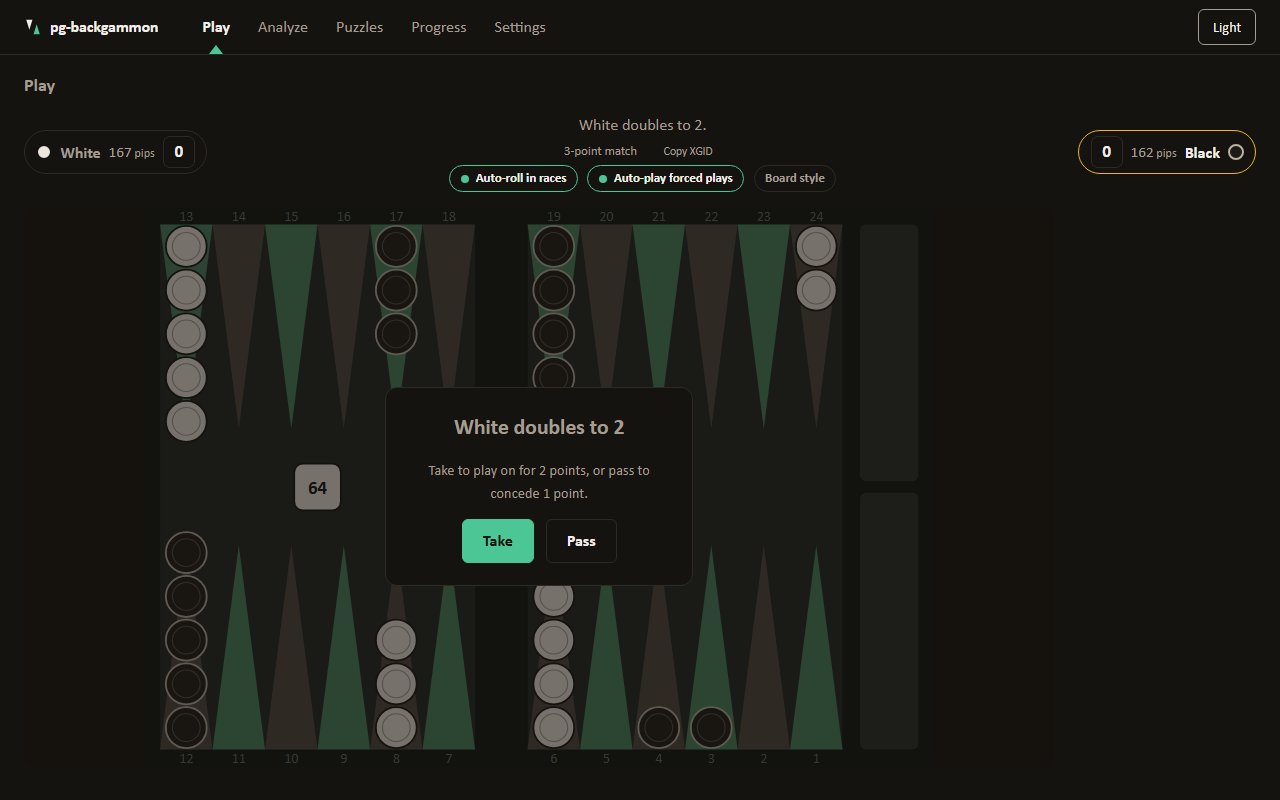 pg-backgammon Play Analyze Puzzles Progress Settings Light
Play
White doubles to 2.
White 167 pips 0
3-point match Copy XGID
0 162 pips Black
Auto-roll in races Auto-play forced plays Board style
13 14 15 16 17 18 19 20 21 22 23 24
White doubles to 2
Take to play on for 2 points, or pass to
concede 1 point.
64
Take Pass
12 11 10 9 8 7 6 5 4 3 2 1